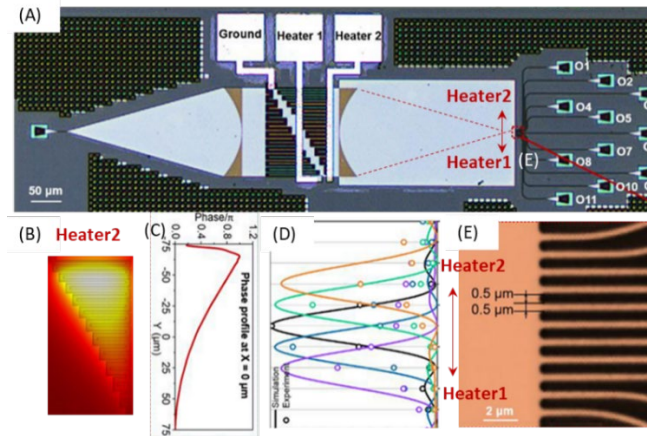 (A)
Ground
Heater 1
Heater 2
Heater2
Heater1
(E)
O1
O2
O4
O5
O7
O8
O10
O11
50 µm
(B)
Heater2
(C)
Phase/π
0.0
0.4
0.8
1.2
-75
-50
-25
0
25
50
75
Y (µm)
Phase profile at X = 0 µm
(D)
Heater2
Heater1
Simulation
(E)
0.5 µm
0.5 µm
2 µm